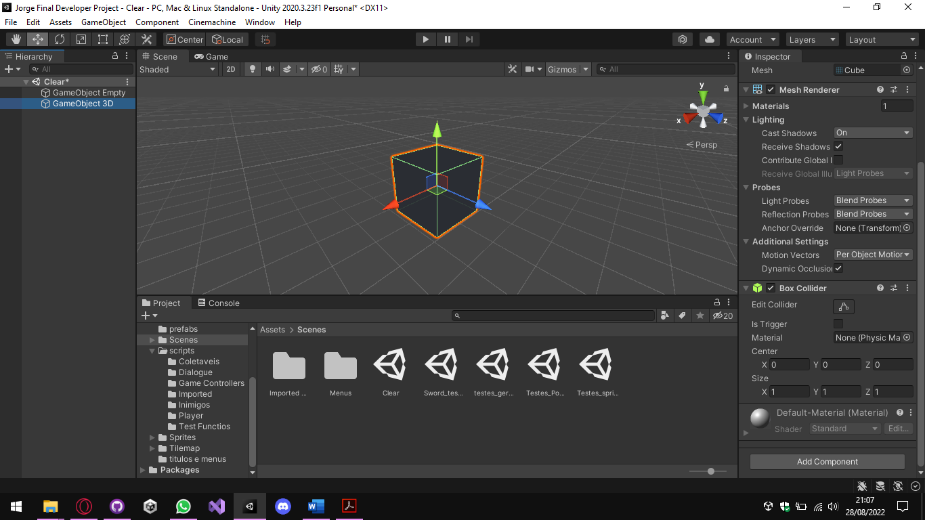 Jorge Final Developer Project - Clear - PC, Mac & Linux Standalone - Unity 2020.3.23f1 Personal* <DX11>
File Edit Assets GameObject Component Cinemachine Window Help
Center Local Account Layers Layout
Hierarchy
All
Clear*
GameObject Empty
GameObject 3D
Scene Game
Shaded 2D 0 Gizmos All
y
x z
Persp
Project Console
20
prefabs
Scenes
scripts
Coletaveis
Dialogue
Game Controllers
Imported
Inimigos
Player
Test Functios
Sprites
Tilemap
titulos e menus
Packages
Assets > Scenes
Imported ... Menus Clear Sword_tes... testes_ger... Testes_Po... Testes_spri...
Inspector
Mesh Cube
Mesh Renderer
Materials 1
Lighting
Cast Shadows On
Receive Shadows
Contribute Global I
Receive Global Illu Light Probes
Probes
Light Probes Blend Probes
Reflection Probes Blend Probes
Anchor Override None (Transform)
Additional Settings
Motion Vectors Per Object Motion
Dynamic Occlusion
Box Collider
Edit Collider
Is Trigger
Material None (Physic Ma
Center
X 0 Y 0 Z 0
Size
X 1 Y 1 Z 1
Default-Material (Material)
Shader Standard Edit...
Add Component
21:07
28/08/2022